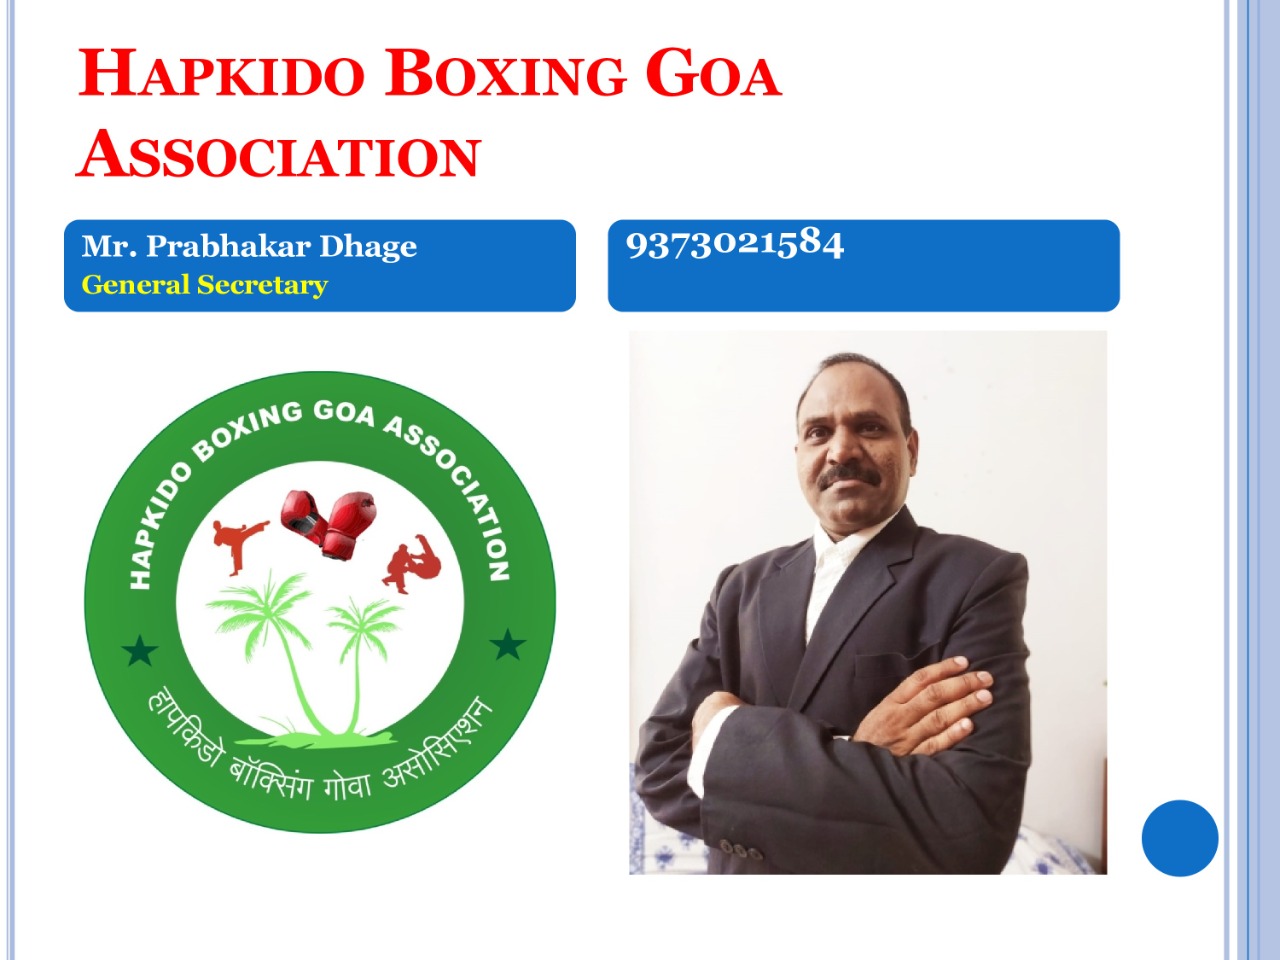 HAPKIDO BOXING GOA
ASSOCIATION
Mr. Prabhakar Dhage
General Secretary
9373021584
HAPKIDO BOXING GOA ASSOCIATION
हापकिडो बॉक्सिंग गोवा असोसिएशन